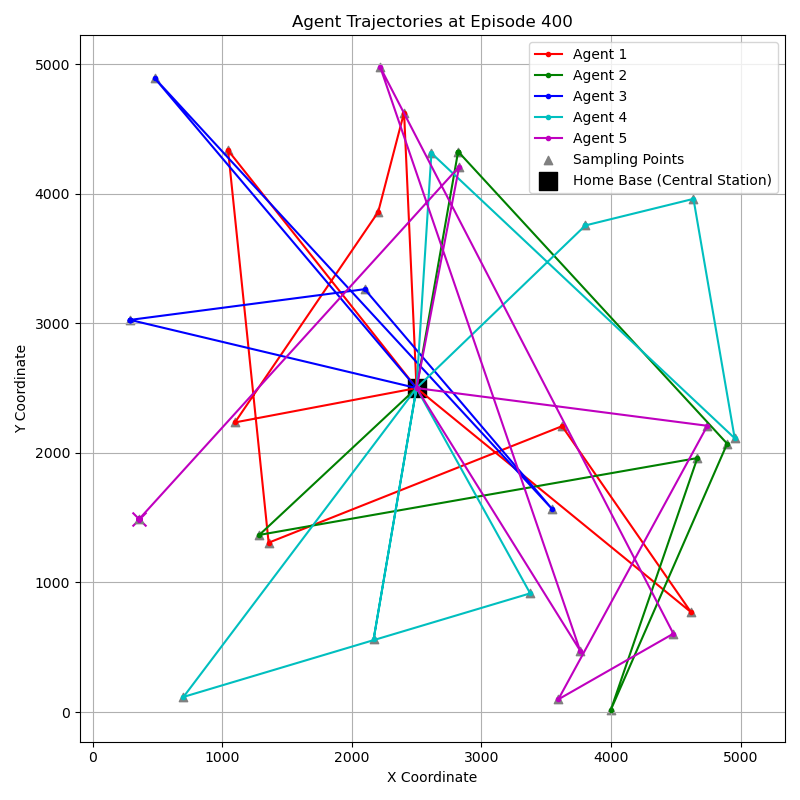 Agent Trajectories at Episode 400
Agent 1
Agent 2
Agent 3
Agent 4
Agent 5
Sampling Points
Home Base (Central Station)
5000
4000
3000
2000
1000
0
Y Coordinate
0 1000 2000 3000 4000 5000
X Coordinate